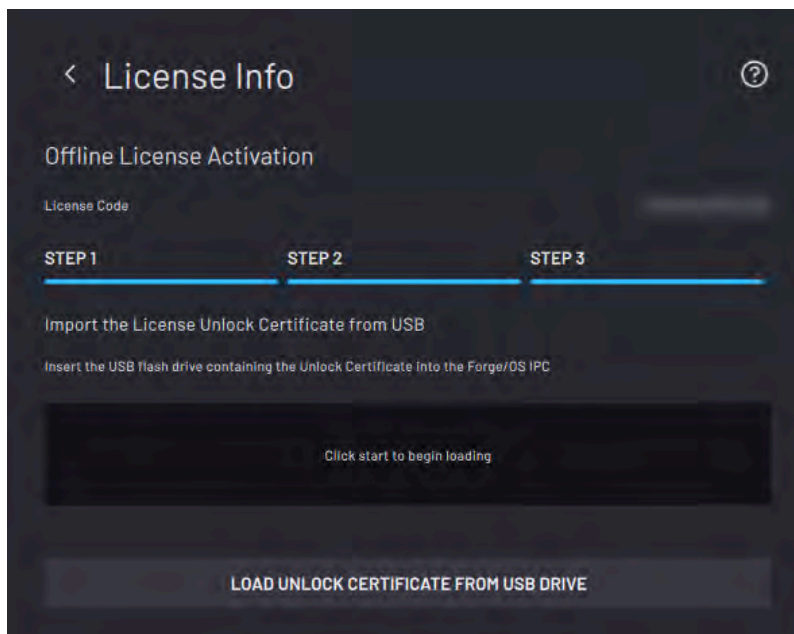 < License Info
Offline License Activation
License Code
STEP 1 STEP 2 STEP 3
Import the License Unlock Certificate from USB
Insert the USB flash drive containing the Unlock Certificate into the Forge/OS IPC
Click start to begin loading
LOAD UNLOCK CERTIFICATE FROM USB DRIVE